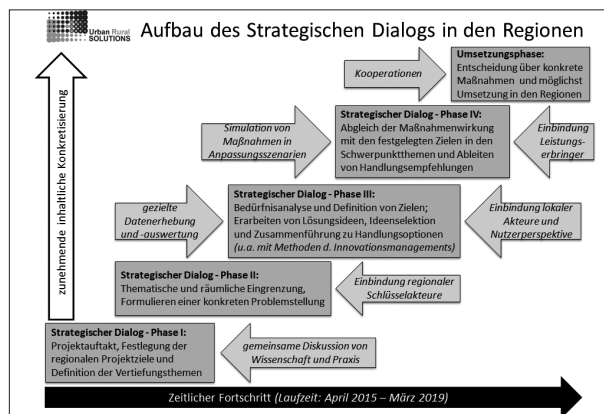 Urban Rural
SOLUTIONS
Aufbau des Strategischen Dialogs in den Regionen
zunehmende inhaltliche Konkretisierung
Kooperationen
Umsetzungsphase:
Entscheidung über konkrete
Maßnahmen und möglichst
Umsetzung in den Regionen
Simulation von
Maßnahmen in
Anpassungsszenarien
Strategischer Dialog - Phase IV:
Abgleich der Maßnahmenwirkung
mit den festgelegten Zielen in den
Schwerpunktthemen und Ableiten
von Handlungsempfehlungen
Einbindung
Leistungs-
erbringer
gezielte
Datenerhebung
und -auswertung
Strategischer Dialog - Phase III:
Bedürfnisanalyse und Definition von Zielen;
Erarbeiten von Lösungsideen, Ideenselektion
und Zusammenführung zu Handlungsoptionen
(u.a. mit Methoden d. Innovationsmanagements)
Einbindung lokaler
Akteure und
Nutzerperspektive
Strategischer Dialog - Phase II:
Thematische und räumliche Eingrenzung,
Formulieren einer konkreten Problemstellung
Einbindung regionaler
Schlüsselakteure
Strategischer Dialog - Phase I:
Projektauftakt, Festlegung der
regionalen Projektziele und
Definition der Vertiefungsthemen
gemeinsame Diskussion von
Wissenschaft und Praxis
Zeitlicher Fortschritt (Laufzeit: April 2015 – März 2019)